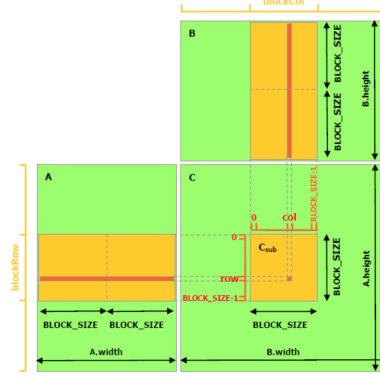 blockCol
B
BLOCK_SIZE
BLOCK_SIZE
B.height
A
C
BLOCK_SIZE-1
0
col
blockRow
0
C_sub
row
BLOCK_SIZE-1
BLOCK_SIZE
A.height
BLOCK_SIZE
BLOCK_SIZE
BLOCK_SIZE
A.width
B.width